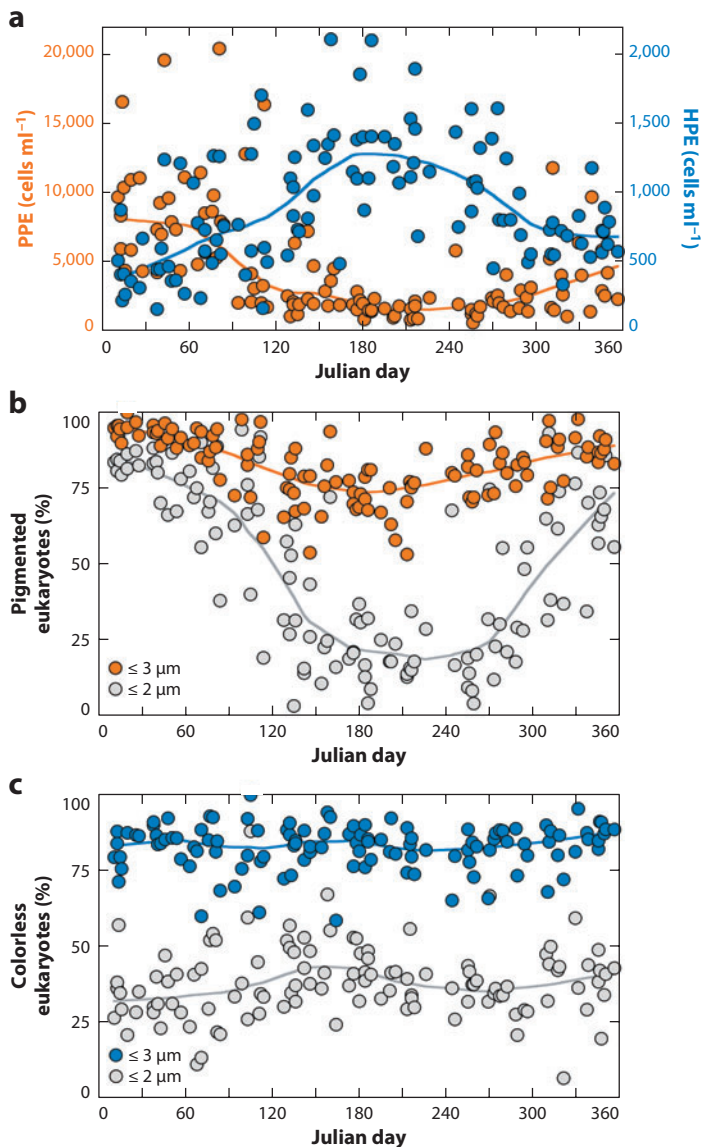 a
20,000
15,000
10,000
5,000
0
PPE (cells ml⁻¹)
2,000
1,500
1,000
500
0
HPE (cells ml⁻¹)
0 60 120 180 240 300 360
Julian day
b
100
75
50
25
0
Pigmented
eukaryotes (%)
≤ 3 μm
≤ 2 μm
0 60 120 180 240 300 360
Julian day
c
100
75
50
25
0
Colorless
eukaryotes (%)
≤ 3 μm
≤ 2 μm
0 60 120 180 240 300 360
Julian day